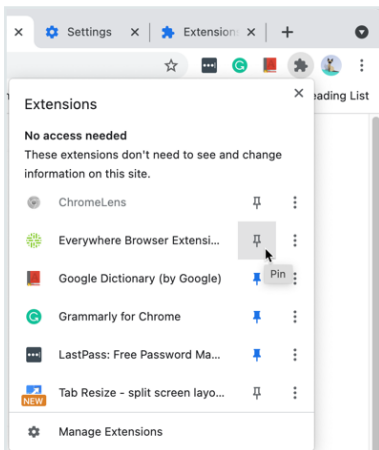 Settings
Extension
eading List
Extensions
No access needed
These extensions don't need to see and change
information on this site.
ChromeLens
Everywhere Browser Extensi...
Pin
Google Dictionary (by Google)
Grammarly for Chrome
LastPass: Free Password Ma...
Tab Resize - split screen layo...
NEW
Manage Extensions